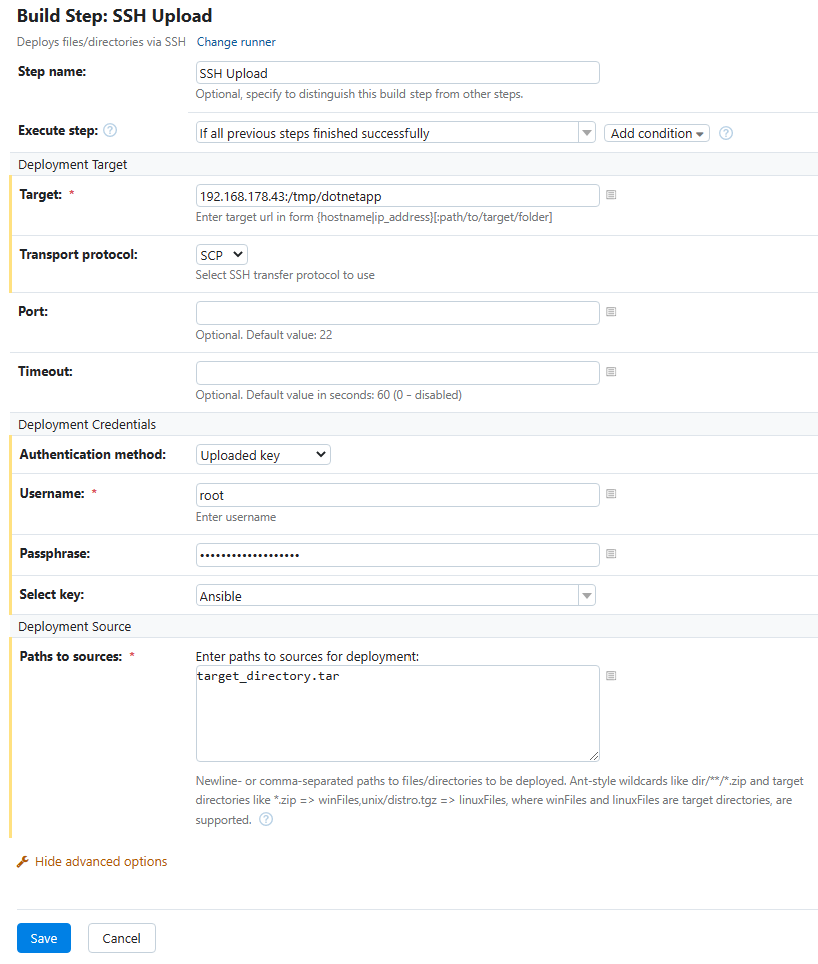 Build Step: SSH Upload
Deploys files/directories via SSH Change runner
Step name:
SSH Upload
Optional, specify to distinguish this build step from other steps.
Execute step:
If all previous steps finished successfully
Add condition
Deployment Target
Target: *
192.168.178.43:/tmp/dotnetapp
Enter target url in form {hostname|ip_address}[:path/to/target/folder]
Transport protocol:
SCP
Select SSH transfer protocol to use
Port:
Optional. Default value: 22
Timeout:
Optional. Default value in seconds: 60 (0 – disabled)
Deployment Credentials
Authentication method:
Uploaded key
Username: *
root
Enter username
Passphrase:
•••••••••••••••••••
Select key:
Ansible
Deployment Source
Paths to sources: *
Enter paths to sources for deployment:
target_directory.tar
Newline- or comma-separated paths to files/directories to be deployed. Ant-style wildcards like dir/**/*.zip and target
directories like *.zip => winFiles,unix/distro.tgz => linuxFiles, where winFiles and linuxFiles are target directories, are
supported.
Hide advanced options
Save
Cancel